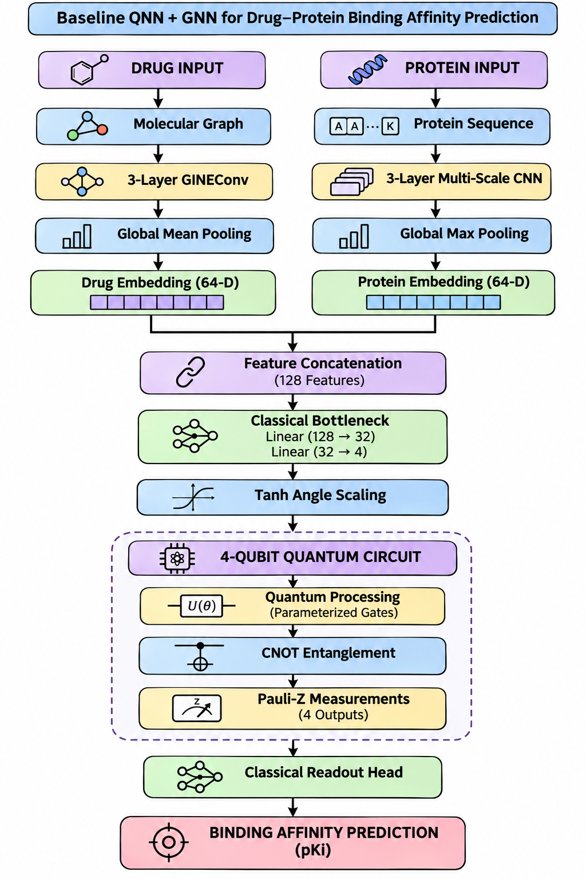 Baseline QNN + GNN for Drug–Protein Binding Affinity Prediction
DRUG INPUT
Molecular Graph
3-Layer GINEConv
Global Mean Pooling
Drug Embedding (64-D)
PROTEIN INPUT
A A ··· K
Protein Sequence
3-Layer Multi-Scale CNN
Global Max Pooling
Protein Embedding (64-D)
Feature Concatenation
(128 Features)
Classical Bottleneck
Linear (128 → 32)
Linear (32 → 4)
Tanh Angle Scaling
4-QUBIT QUANTUM CIRCUIT
U(θ)
Quantum Processing
(Parameterized Gates)
CNOT Entanglement
Z
Pauli-Z Measurements
(4 Outputs)
Classical Readout Head
BINDING AFFINITY PREDICTION
(pKi)